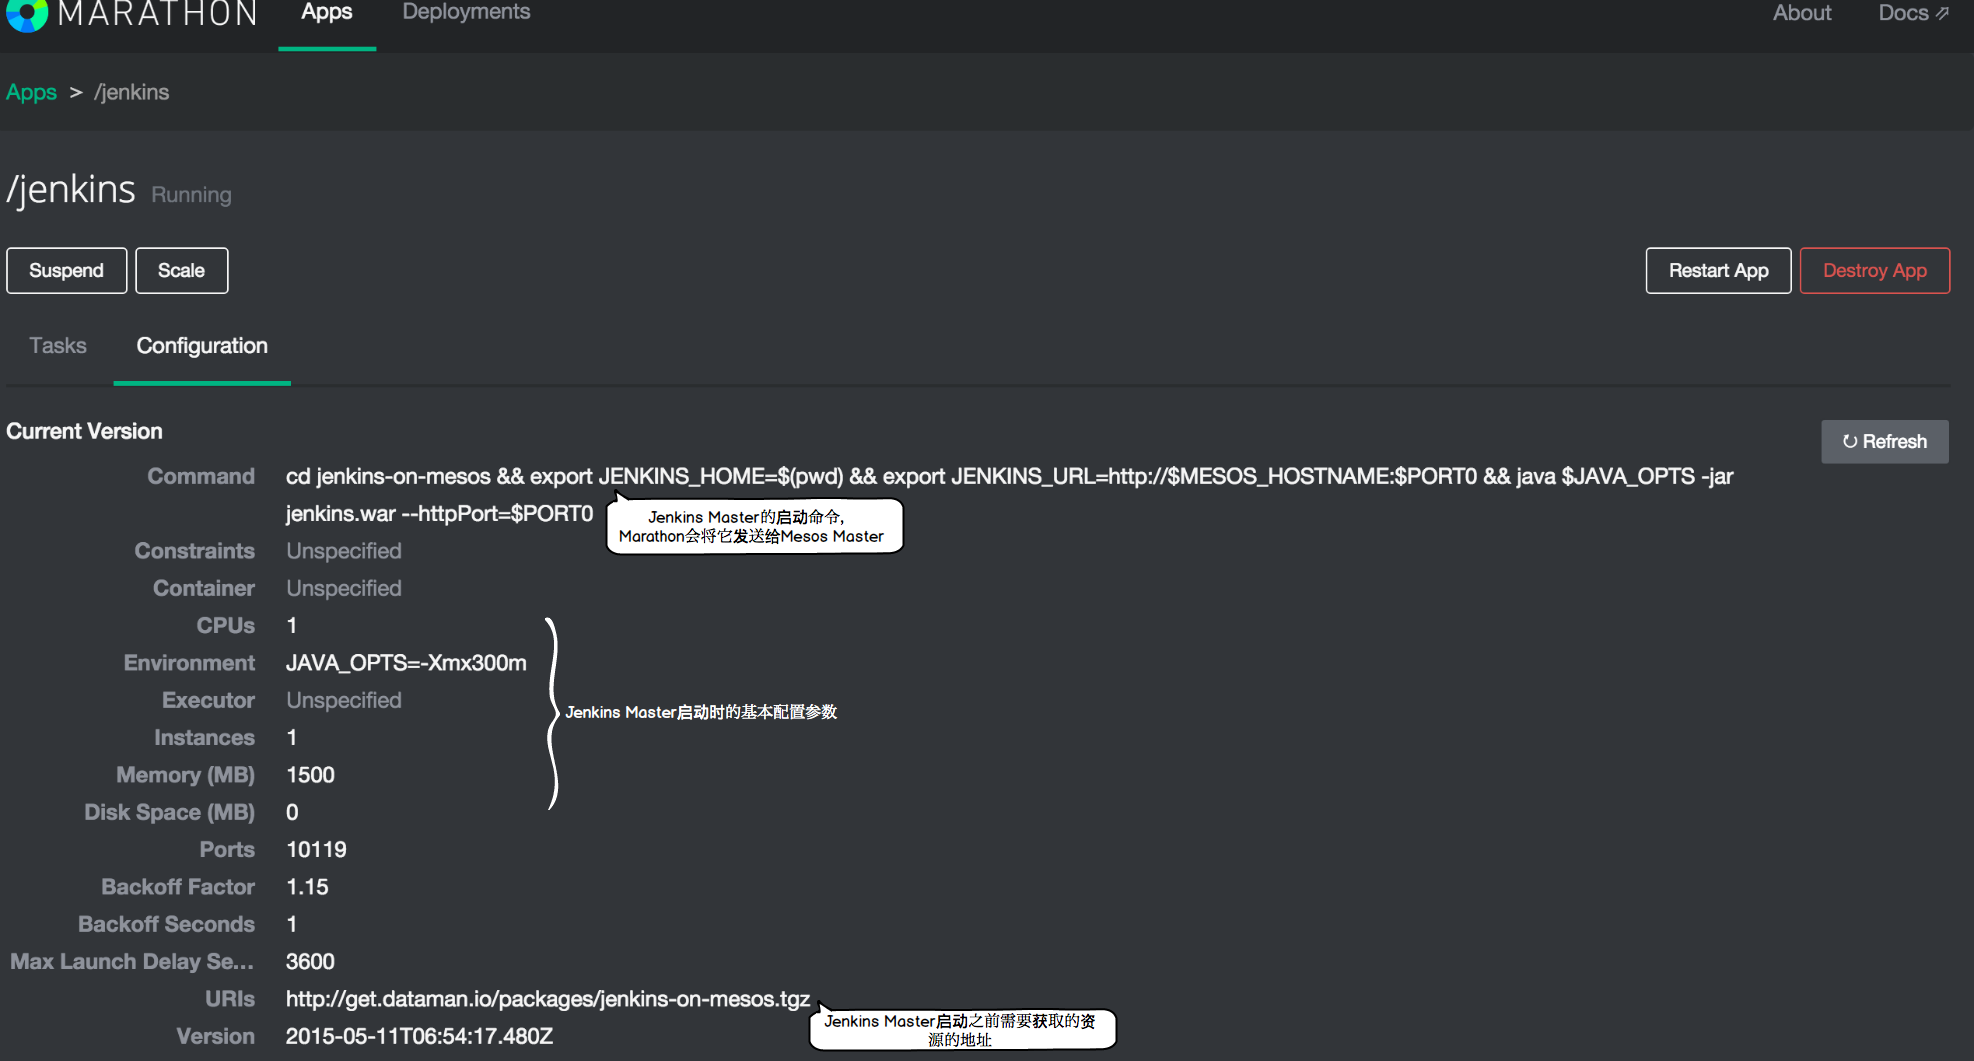 MARATHON Apps Deployments About Docs
Apps > /jenkins
/jenkins Running
Suspend Scale Restart App Destroy App
Tasks Configuration
Current Version
Refresh
Command cd jenkins-on-mesos && export JENKINS_HOME=$(pwd) && export JENKINS_URL=http://$MESOS_HOSTNAME:$PORT0 && java $JAVA_OPTS -jar
jenkins.war --httpPort=$PORT0
Jenkins Master的启动命令,
Marathon会将它发送给Mesos Master
Constraints Unspecified
Container Unspecified
CPUs 1
Environment JAVA_OPTS=-Xmx300m
Executor Unspecified
Jenkins Master启动时的基本配置参数
Instances 1
Memory (MB) 1500
Disk Space (MB) 0
Ports 10119
Backoff Factor 1.15
Backoff Seconds 1
Max Launch Delay Se... 3600
URIs http://get.dataman.io/packages/jenkins-on-mesos.tgz
Jenkins Master启动之前需要获取的资
源的地址
Version 2015-05-11T06:54:17.480Z